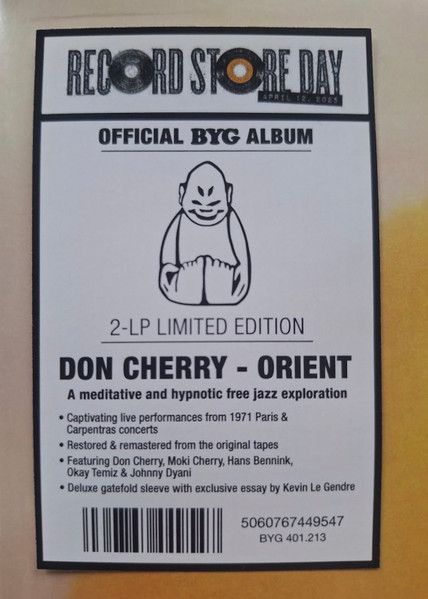 RECORD STORE DAY
APRIL 12, 2025
OFFICIAL BYG ALBUM
2-LP LIMITED EDITION
DON CHERRY - ORIENT
A meditative and hypnotic free jazz exploration
• Captivating live performances from 1971 Paris &
Carpentras concerts
• Restored & remastered from the original tapes
• Featuring Don Cherry, Moki Cherry, Hans Bennink,
Okay Temiz & Johnny Dyani
• Deluxe gatefold sleeve with exclusive essay by Kevin Le Gendre
5060767449547
BYG 401.213